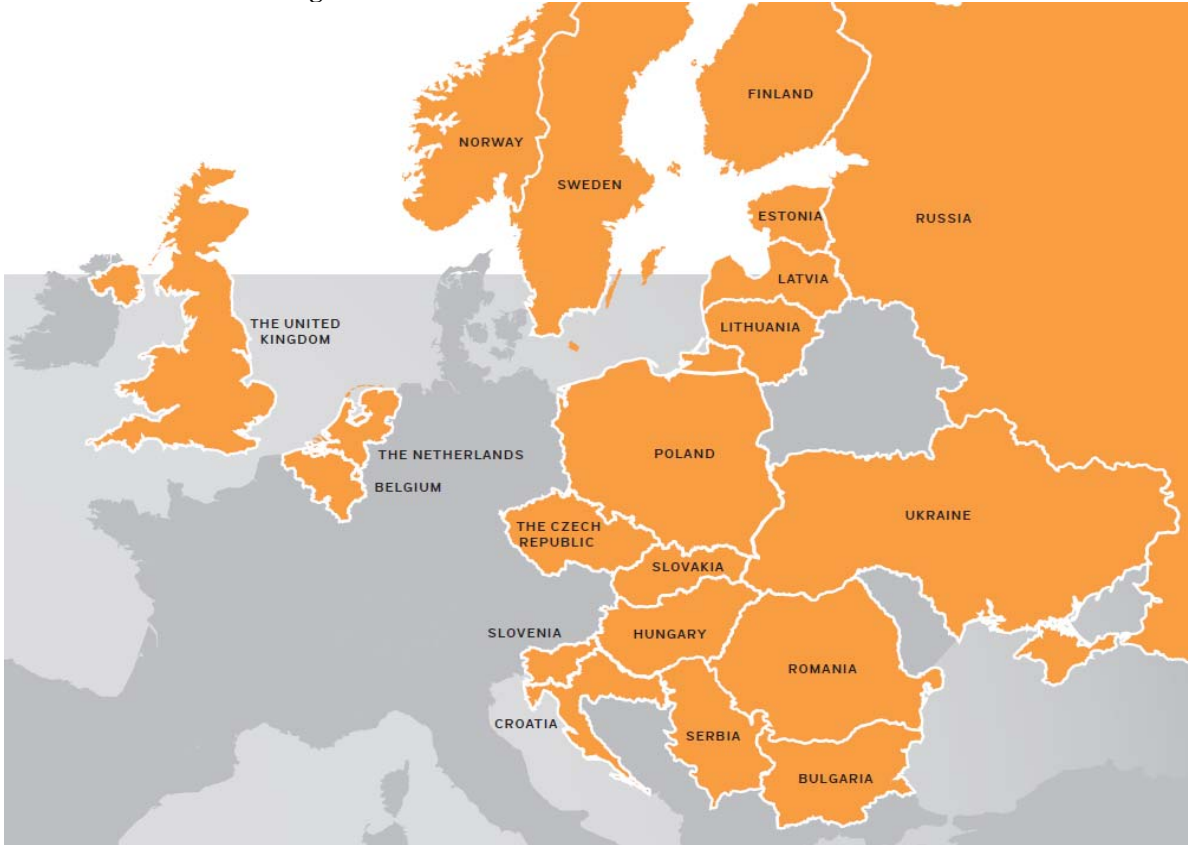 FINLAND
NORWAY
SWEDEN
ESTONIA
RUSSIA
LATVIA
THE UNITED
KINGDOM
LITHUANIA
THE NETHERLANDS
POLAND
BELGIUM
UKRAINE
THE CZECH
REPUBLIC
SLOVAKIA
SLOVENIA
HUNGARY
ROMANIA
CROATIA
SERBIA
BULGARIA